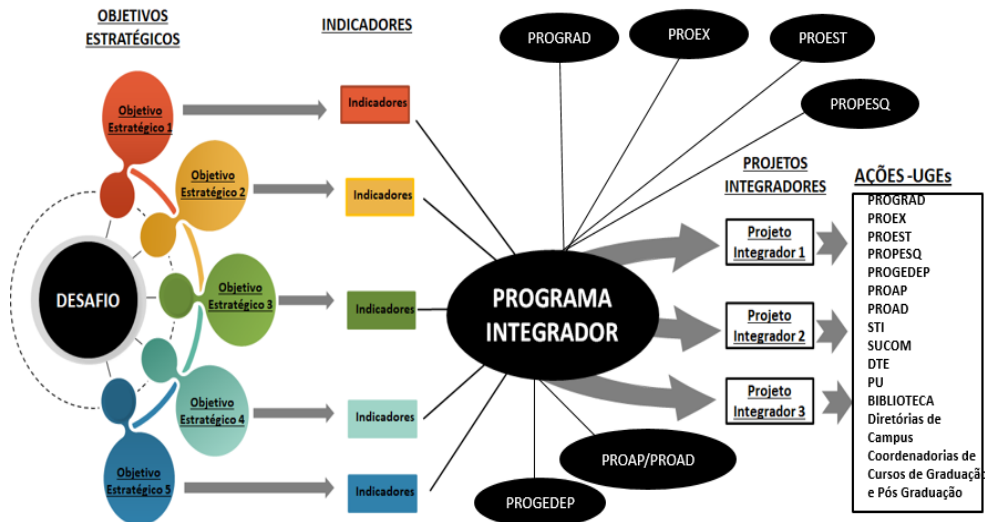 OBJETIVOS
ESTRATÉGICOS
Objetivo
Estratégico 1
Objetivo
Estratégico 2
Objetivo
Estratégico 3
Objetivo
Estratégico 4
Objetivo
Estratégico 5
DESAFIO
INDICADORES
Indicadores
Indicadores
Indicadores
Indicadores
Indicadores
PROGRAD
PROEX
PROEST
PROPESQ
PROGRAMA
INTEGRADOR
PROAP/PROAD
PROGEDEP
PROJETOS
INTEGRADORES
Projeto
Integrador 1
Projeto
Integrador 2
Projeto
Integrador 3
AÇÕES -UGEs
PROGRAD
PROEX
PROEST
PROPESQ
PROGEDEP
PROAP
PROAD
STI
SUCOM
DTE
PU
BIBLIOTECA
Diretórias de
Campus
Coordenadorias de
Cursos de Graduação
e Pós Graduação